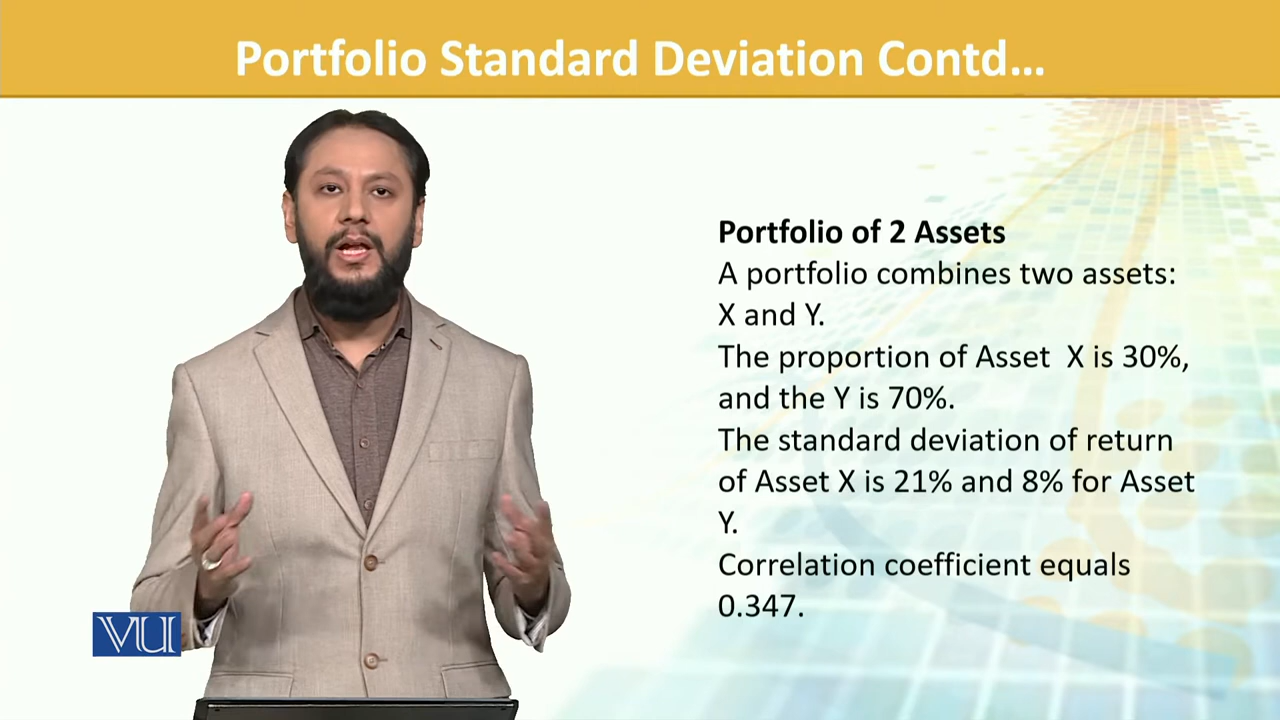 Portfolio Standard Deviation Contd…
Portfolio of 2 Assets
A portfolio combines two assets:
X and Y.
The proportion of Asset  X is 30%,
and the Y is 70%.
The standard deviation of return
of Asset X is 21% and 8% for Asset
Y.
Correlation coefficient equals
0.347.
VU